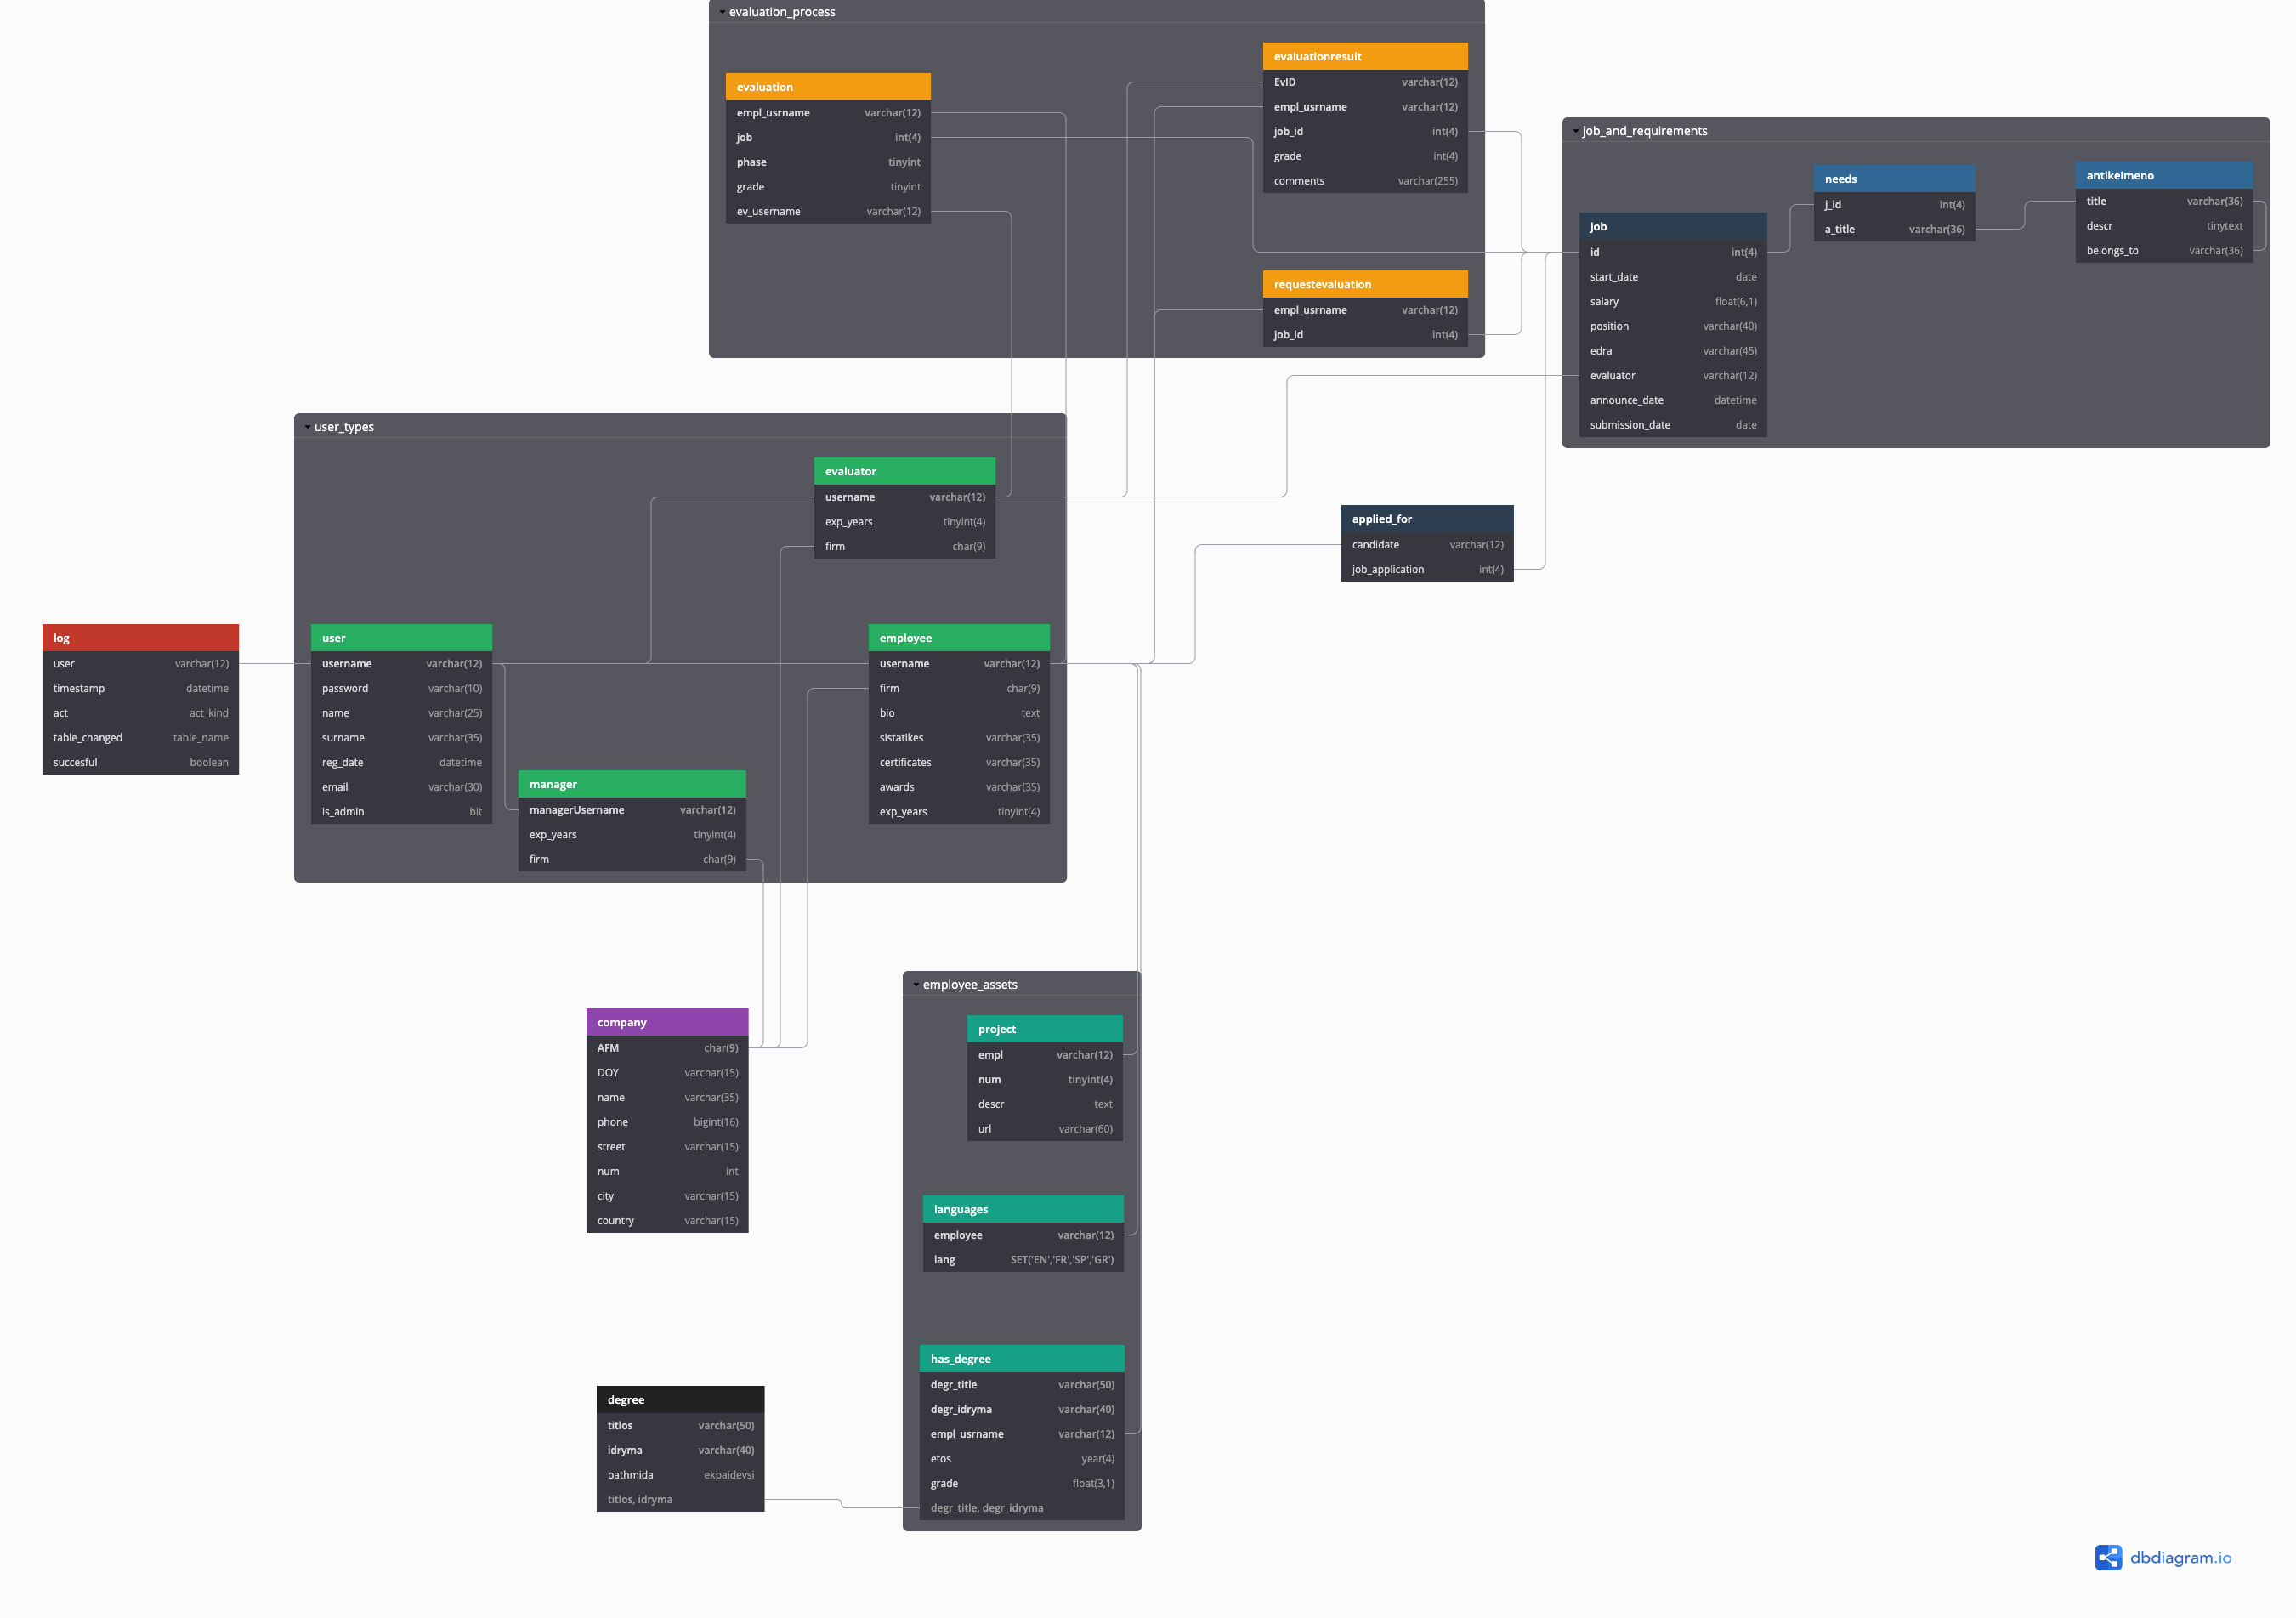 evaluation_process
evaluation
empl_usrname varchar(12)
job int(4)
phase tinyint
grade tinyint
ev_username varchar(12)
evaluationresult
EvID varchar(12)
empl_usrname varchar(12)
job_id int(4)
grade int(4)
comments varchar(255)
requestevaluation
empl_usrname varchar(12)
job_id int(4)
job_and_requirements
job
id int(4)
start_date date
salary float(6,1)
position varchar(40)
edra varchar(45)
evaluator varchar(12)
announce_date datetime
submission_date date
needs
j_id int(4)
a_title varchar(36)
antikeimeno
title varchar(36)
descr tinytext
belongs_to varchar(36)
user_types
evaluator
username varchar(12)
exp_years tinyint(4)
firm char(9)
applied_for
candidate varchar(12)
job_application int(4)
log
user varchar(12)
timestamp datetime
act act_kind
table_changed table_name
succesful boolean
user
username varchar(12)
password varchar(10)
name varchar(25)
surname varchar(35)
reg_date datetime
email varchar(30)
is_admin bit
manager
managerUsername varchar(12)
exp_years tinyint(4)
firm char(9)
employee
username varchar(12)
firm char(9)
bio text
sistatikes varchar(35)
certificates varchar(35)
awards varchar(35)
exp_years tinyint(4)
company
AFM char(9)
DOY varchar(15)
name varchar(35)
phone bigint(16)
street varchar(15)
num int
city varchar(15)
country varchar(15)
employee_assets
project
empl varchar(12)
num tinyint(4)
descr text
url varchar(60)
languages
employee varchar(12)
lang SET('EN','FR','SP','GR')
has_degree
degr_title varchar(50)
degr_idryma varchar(40)
empl_usrname varchar(12)
etos year(4)
grade float(3,1)
degr_title, degr_idryma
degree
titlos varchar(50)
idryma varchar(40)
bathmida ekpaidevsi
titlos, idryma
dbdiagram.io